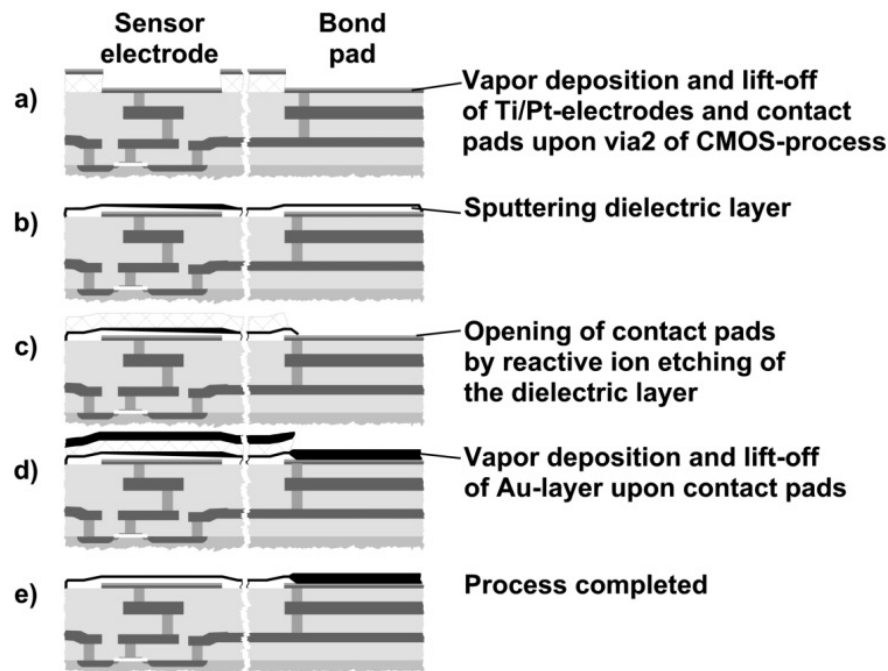 Sensor
electrode
Bond
pad
a)
Vapor deposition and lift-off
of Ti/Pt-electrodes and contact
pads upon via2 of CMOS-process
b)
Sputtering dielectric layer
c)
Opening of contact pads
by reactive ion etching of
the dielectric layer
d)
Vapor deposition and lift-off
of Au-layer upon contact pads
e)
Process completed